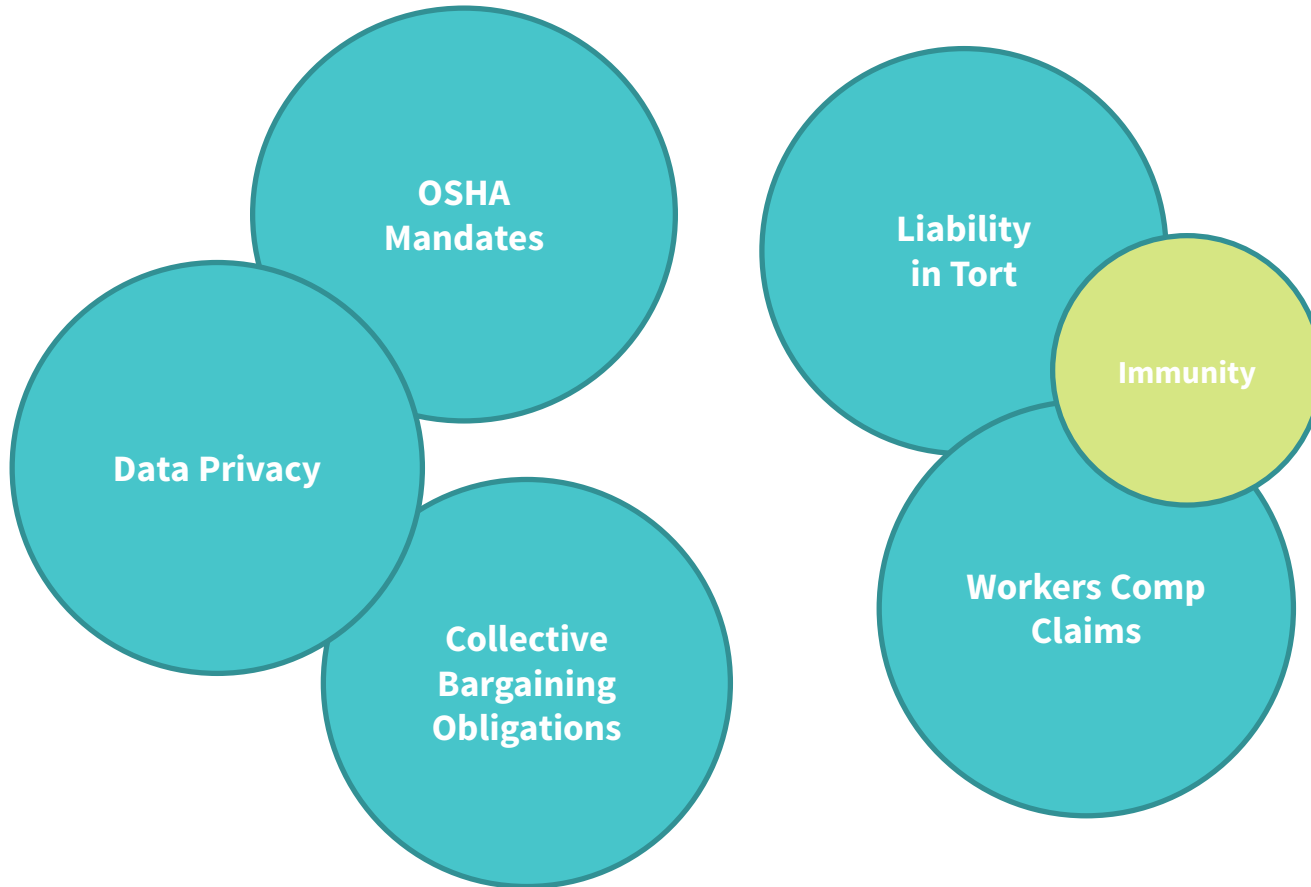 OSHA
Mandates
Data Privacy
Collective
Bargaining
Obligations
Liability
in Tort
Immunity
Workers Comp
Claims